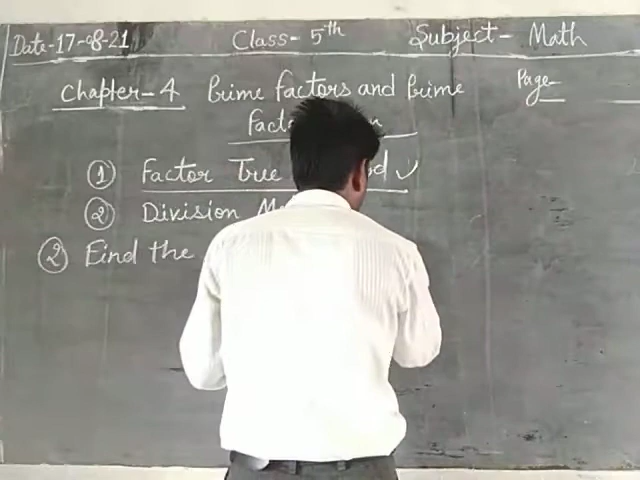 Date-17-08-21 Class- 5th Subject- Math
Chapter-4 Prime factors and Prime Page-
① Factor Tree
② Division
② Find the